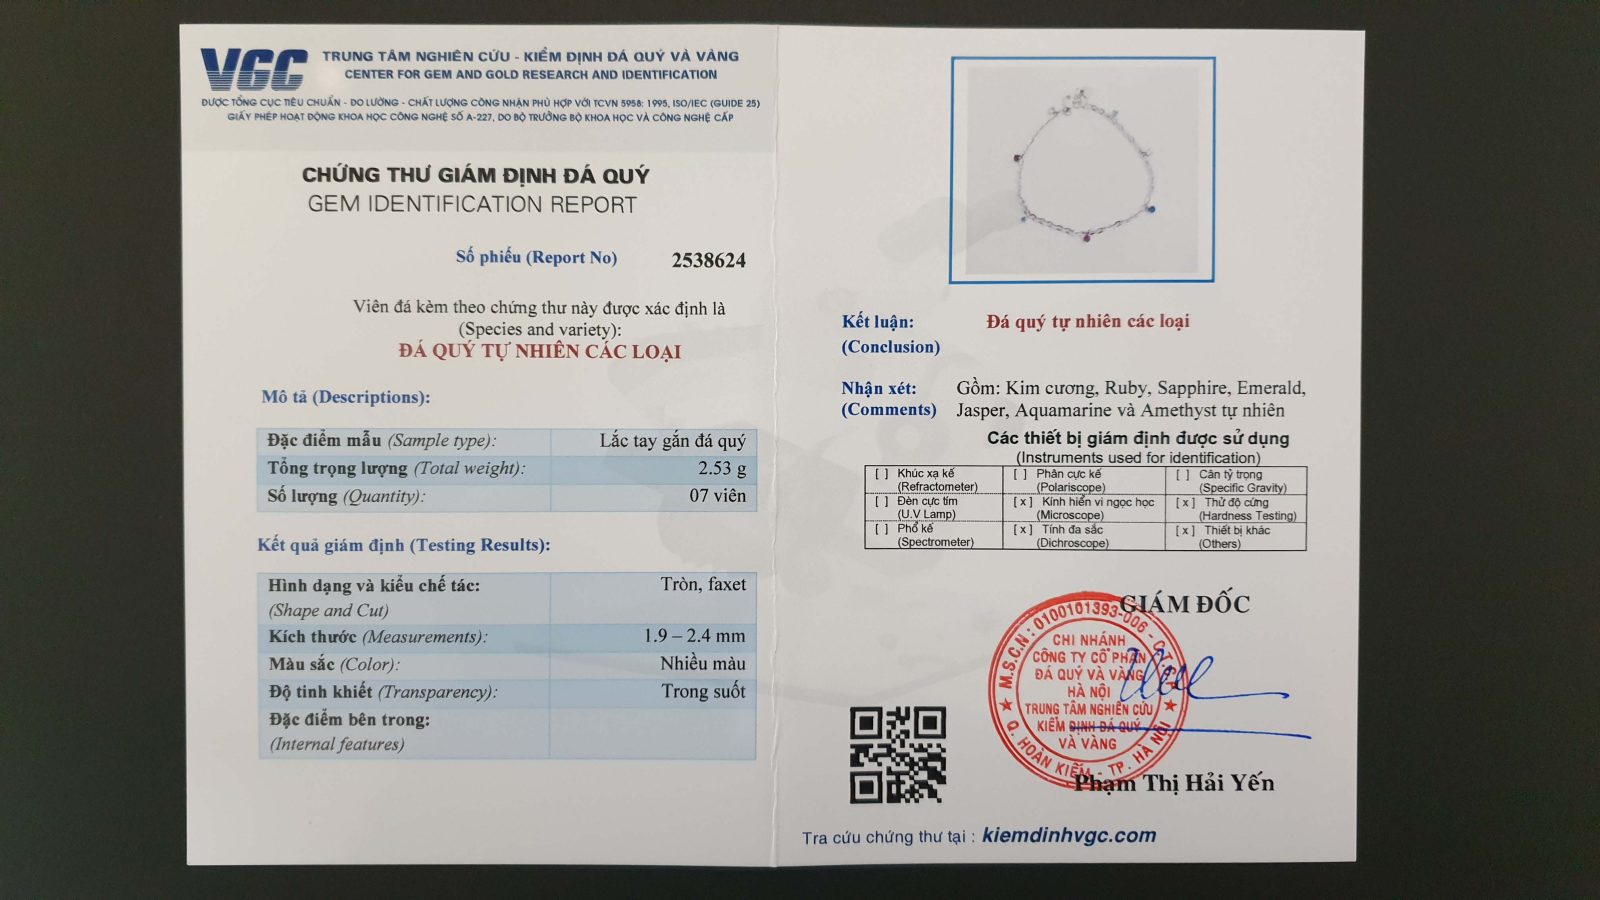 VGC
TRUNG TÂM NGHIÊN CỨU - KIỂM ĐỊNH ĐÁ QUÝ VÀ VÀNG
CENTER FOR GEM AND GOLD RESEARCH AND IDENTIFICATION
ĐƯỢC TỔNG CỤC TIÊU CHUẨN - ĐO LƯỜNG - CHẤT LƯỢNG CÔNG NHẬN PHÙ HỢP VỚI TCVN 5958: 1995, ISO/IEC (GUIDE 25)
GIẤY PHÉP HOẠT ĐỘNG KHOA HỌC CÔNG NGHỆ SỐ A-227, DO BỘ TRƯỞNG BỘ KHOA HỌC VÀ CÔNG NGHỆ CẤP
CHỨNG THƯ GIÁM ĐỊNH ĐÁ QUÝ
GEM IDENTIFICATION REPORT
Số phiếu (Report No) 2538624
Viên đá kèm theo chứng thư này được xác định là
(Species and variety):
ĐÁ QUÝ TỰ NHIÊN CÁC LOẠI
Mô tả (Descriptions):
Đặc điểm mẫu (Sample type): Lắc tay gắn đá quý
Tổng trọng lượng (Total weight): 2.53 g
Số lượng (Quantity): 07 viên
Kết quả giám định (Testing Results):
Hình dạng và kiểu chế tác: Tròn, faxet
(Shape and Cut)
Kích thước (Measurements): 1.9 – 2.4 mm
Màu sắc (Color): Nhiều màu
Độ tinh khiết (Transparency): Trong suốt
Đặc điểm bên trong:
(Internal features)
Kết luận: Đá quý tự nhiên các loại
(Conclusion)
Nhận xét: Gồm: Kim cương, Ruby, Sapphire, Emerald,
(Comments) Jasper, Aquamarine và Amethyst tự nhiên
Các thiết bị giám định được sử dụng
(Instruments used for identification)
[ ] Khúc xạ kế [ ] Phân cực kế [ ] Cân tỷ trọng
(Refractometer) (Polariscope) (Specific Gravity)
[ ] Đèn cực tím [x] Kính hiển vi ngọc học [x] Thử độ cứng
(U.V Lamp) (Microscope) (Hardness Testing)
[ ] Phổ kế [x] Tính đa sắc [x] Thiết bị khác
(Spectrometer) (Dichroscope) (Others)
GIÁM ĐỐC
M.S.C.N: 0100101393-006 - C.T.C.P
CHI NHÁNH
CÔNG TY CỔ PHẦN
ĐÁ QUÝ VÀ VÀNG
HÀ NỘI
TRUNG TÂM NGHIÊN CỨU
KIỂM ĐỊNH ĐÁ QUÝ
VÀ VÀNG
Q. HOÀN KIẾM - TP. HÀ NỘI
Phạm Thị Hải Yến
Tra cứu chứng thư tại : kiemdinhvgc.com